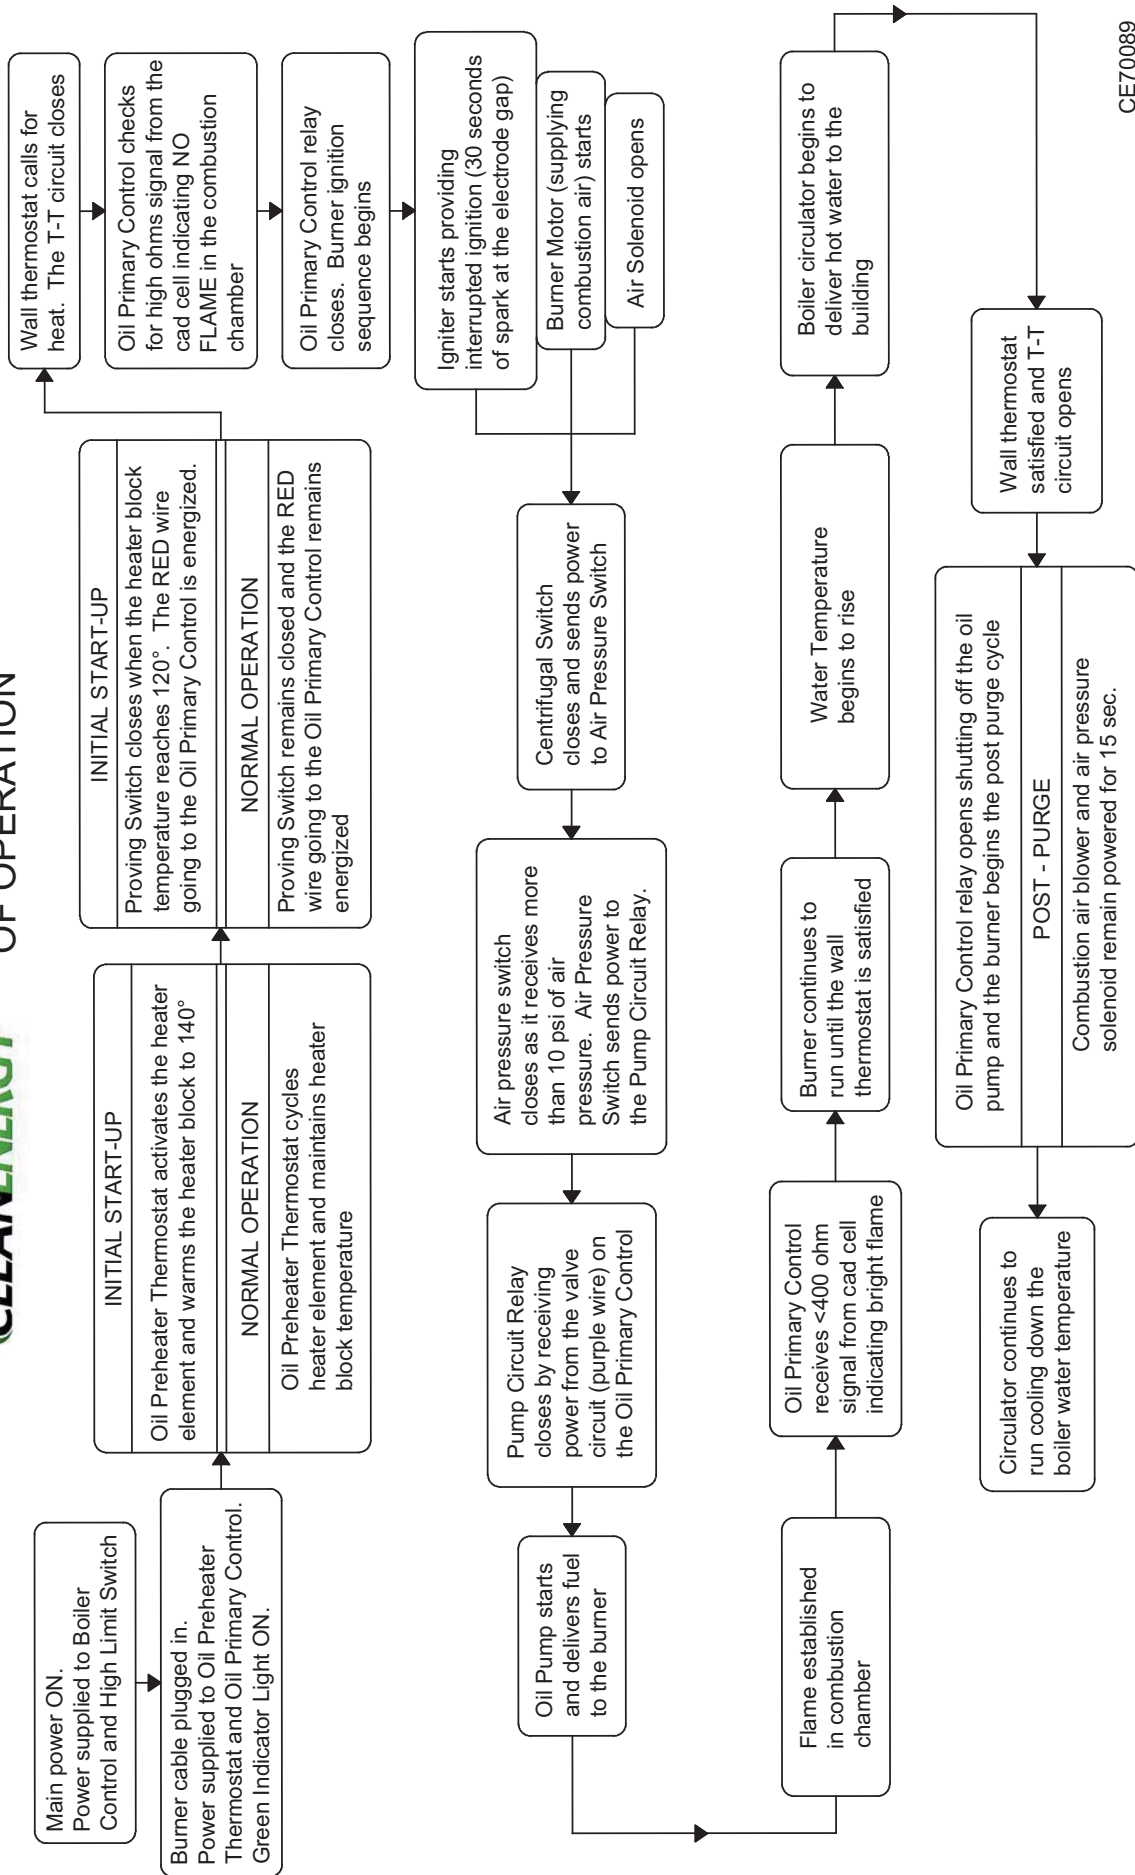 CLEANENERGY
OF OPERATION
Main power ON.
Power supplied to Boiler
Control and High Limit Switch
Burner cable plugged in.
Power supplied to Oil Preheater
Thermostat and Oil Primary Control.
Green Indicator Light ON.
INITIAL START-UP
Oil Preheater Thermostat activates the heater
element and warms the heater block to 140°
NORMAL OPERATION
Oil Preheater Thermostat cycles
heater element and maintains heater
block temperature
INITIAL START-UP
Proving Switch closes when the heater block
temperature reaches 120°. The RED wire
going to the Oil Primary Control is energized.
NORMAL OPERATION
Proving Switch remains closed and the RED
wire going to the Oil Primary Control remains
energized
Wall thermostat calls for
heat. The T-T circuit closes
Oil Primary Control checks
for high ohms signal from the
cad cell indicating NO
FLAME in the combustion
chamber
Oil Primary Control relay
closes. Burner ignition
sequence begins
Igniter starts providing
interrupted ignition (30 seconds
of spark at the electrode gap)
Burner Motor (supplying
combustion air) starts
Air Solenoid opens
Centrifugal Switch
closes and sends power
to Air Pressure Switch
Air pressure switch
closes as it receives more
than 10 psi of air
pressure. Air Pressure
Switch sends power to
the Pump Circuit Relay.
Pump Circuit Relay
closes by receiving
power from the valve
circuit (purple wire) on
the Oil Primary Control
Oil Pump starts
and delivers fuel
to the burner
Flame established
in combustion
chamber
Oil Primary Control
receives <400 ohm
signal from cad cell
indicating bright flame
Burner continues to
run until the wall
thermostat is satisfied
Water Temperature
begins to rise
Boiler circulator begins to
deliver hot water to the
building
Wall thermostat
satisfied and T-T
circuit opens
Oil Primary Control relay opens shutting off the oil
pump and the burner begins the post purge cycle
POST - PURGE
Combustion air blower and air pressure
solenoid remain powered for 15 sec.
Circulator continues to
run cooling down the
boiler water temperature
CE70089